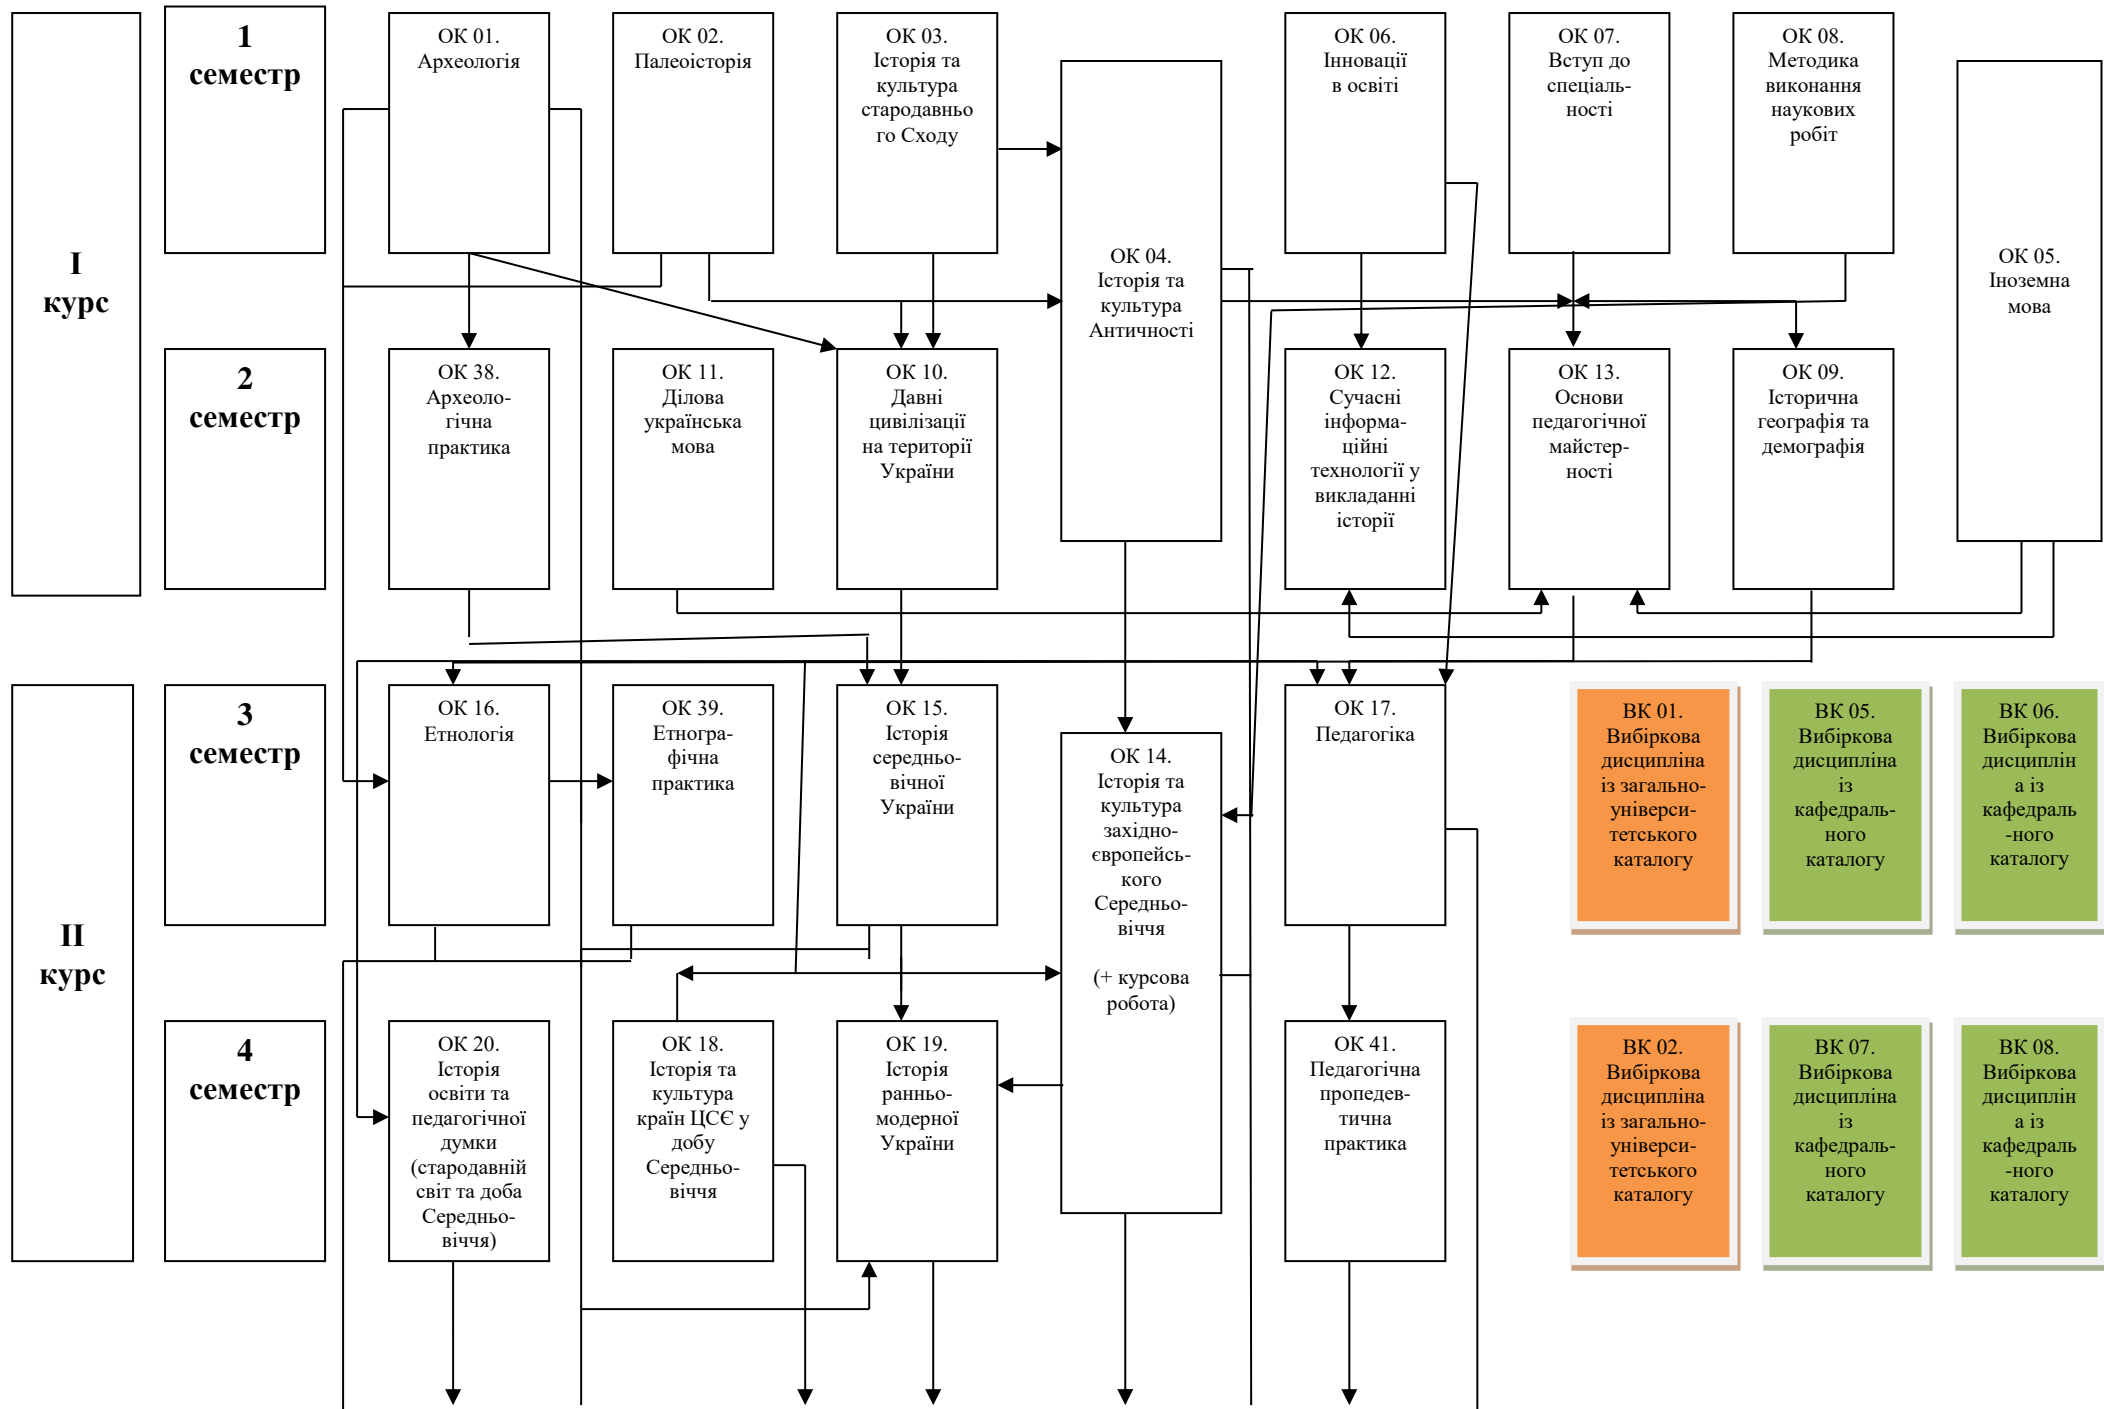 I
курс
1
семестр
ОК 01.
Археологія
ОК 02.
Палеоісторія
ОК 03.
Історія та
культура
стародавньо
го Сходу
ОК 04.
Історія та
культура
Античності
ОК 06.
Інновації
в освіті
ОК 07.
Вступ до
спеціаль-
ності
ОК 08.
Методика
виконання
наукових
робіт
ОК 05.
Іноземна
мова
2
семестр
ОК 38.
Археоло-
гічна
практика
ОК 11.
Ділова
українська
мова
ОК 10.
Давні
цивілізації
на території
України
ОК 12.
Сучасні
інформа-
ційні
технології у
викладанні
історії
ОК 13.
Основи
педагогічної
майстер-
ності
ОК 09.
Історична
географія та
демографія
II
курс
3
семестр
ОК 16.
Етнологія
ОК 39.
Етногра-
фічна
практика
ОК 15.
Історія
середньо-
вічної
України
ОК 14.
Історія та
культура
західно-
європейсь-
кого
Середньо-
віччя
(+ курсова
робота)
ОК 17.
Педагогіка
ВК 01.
Вибіркова
дисципліна
із загально-
універси-
тетського
каталогу
ВК 05.
Вибіркова
дисципліна
із
кафедраль-
ного
каталогу
ВК 06.
Вибіркова
дисциплін
а із
кафедраль
-ного
каталогу
4
семестр
ОК 20.
Історія
освіти та
педагогічної
думки
(стародавній
світ та доба
Середньо-
віччя)
ОК 18.
Історія та
культура
країн ЦСЄ у
добу
Середньо-
віччя
ОК 19.
Історія
ранньо-
модерної
України
ОК 41.
Педагогічна
пропедев-
тична
практика
ВК 02.
Вибіркова
дисципліна
із загально-
універси-
тетського
каталогу
ВК 07.
Вибіркова
дисципліна
із
кафедраль-
ного
каталогу
ВК 08.
Вибіркова
дисциплін
а із
кафедраль
-ного
каталогу